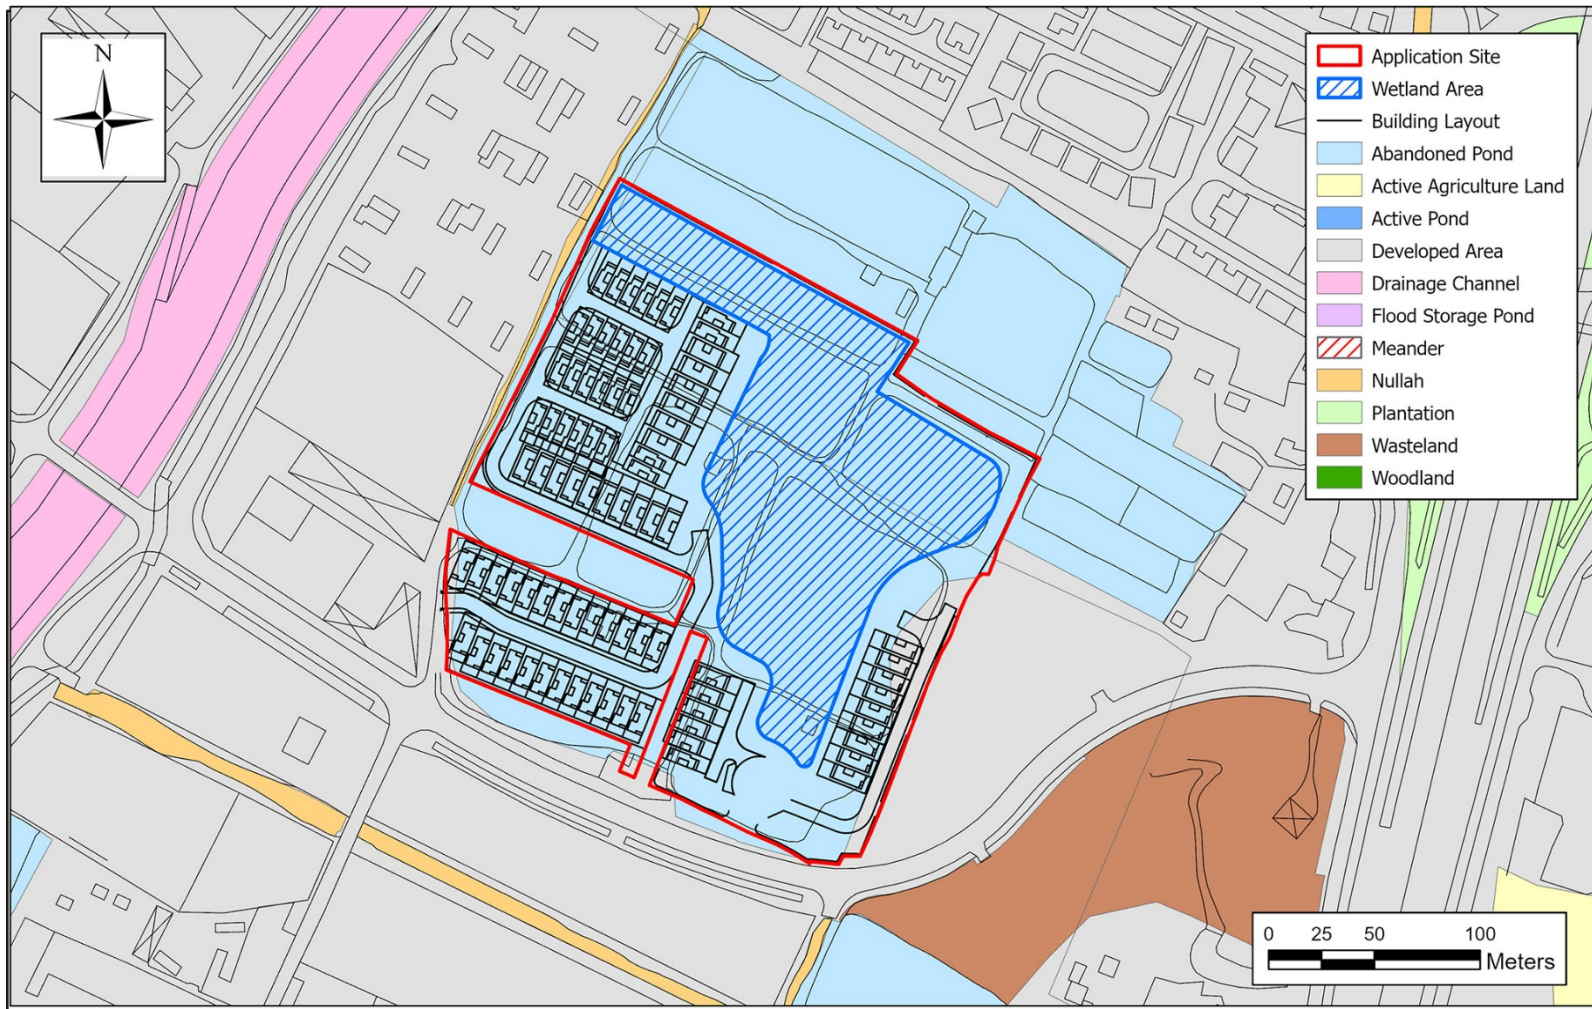 N
Application Site
Wetland Area
Building Layout
Abandoned Pond
Active Agriculture Land
Active Pond
Developed Area
Drainage Channel
Flood Storage Pond
Meander
Nullah
Plantation
Wasteland
Woodland
0 25 50 100
Meters